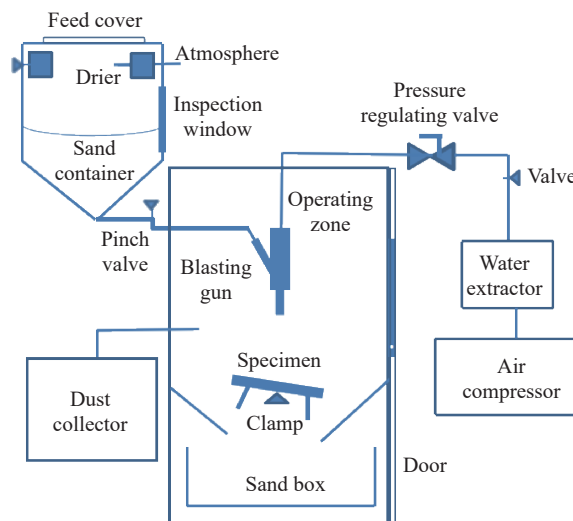 Feed cover
Atmosphere
Drier
Inspection
window
Sand
container
Pinch
valve
Pressure
regulating valve
Valve
Operating
zone
Blasting
gun
Water
extractor
Air
compressor
Specimen
Clamp
Dust
collector
Door
Sand box